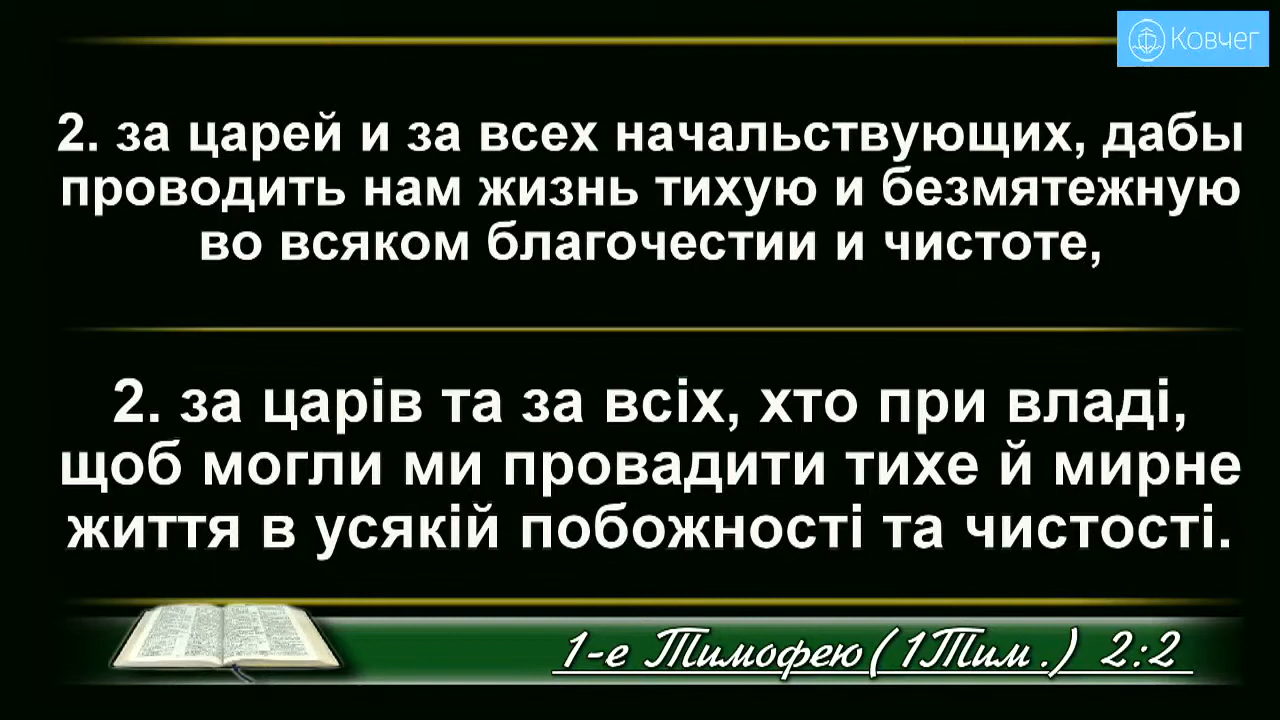 Ковчег
2. за царей и за всех начальствующих, дабы
проводить нам жизнь тихую и безмятежную
во всяком благочестии и чистоте,
2. за царів та за всіх, хто при владі,
щоб могли ми провадити тихе й мирне
життя в усякій побожності та чистості.
1-е Тимофею (1Тим.) 2:2